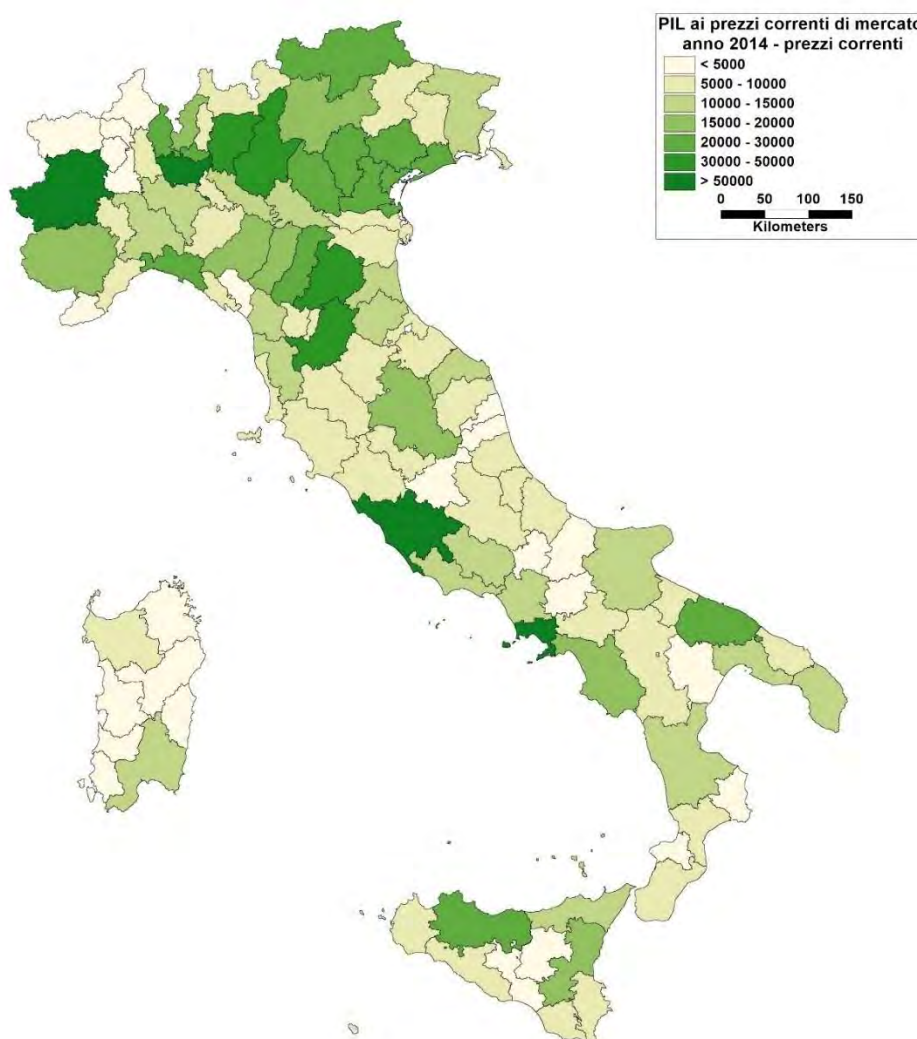 PIL ai prezzi correnti di mercato
anno 2014 - prezzi correnti
< 5000
5000 - 10000
10000 - 15000
15000 - 20000
20000 - 30000
30000 - 50000
> 50000
0 50 100 150
Kilometers